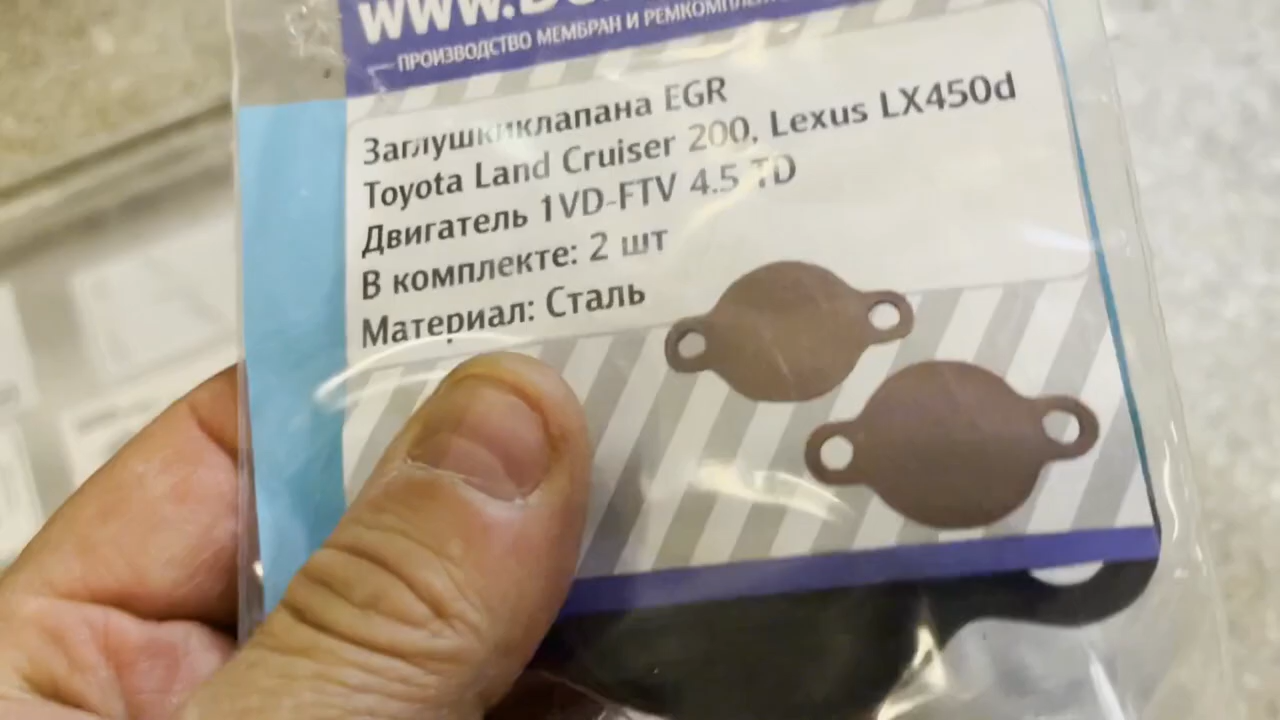 www.
ПРОИЗВОДСТВО МЕМБРАН И
Заглушкиклапана EGR
Toyota Land Cruiser 200, Lexus LX450d
Двигатель 1VD-FTV 4.5 TD
В комплекте: 2 шт
Материал: Сталь